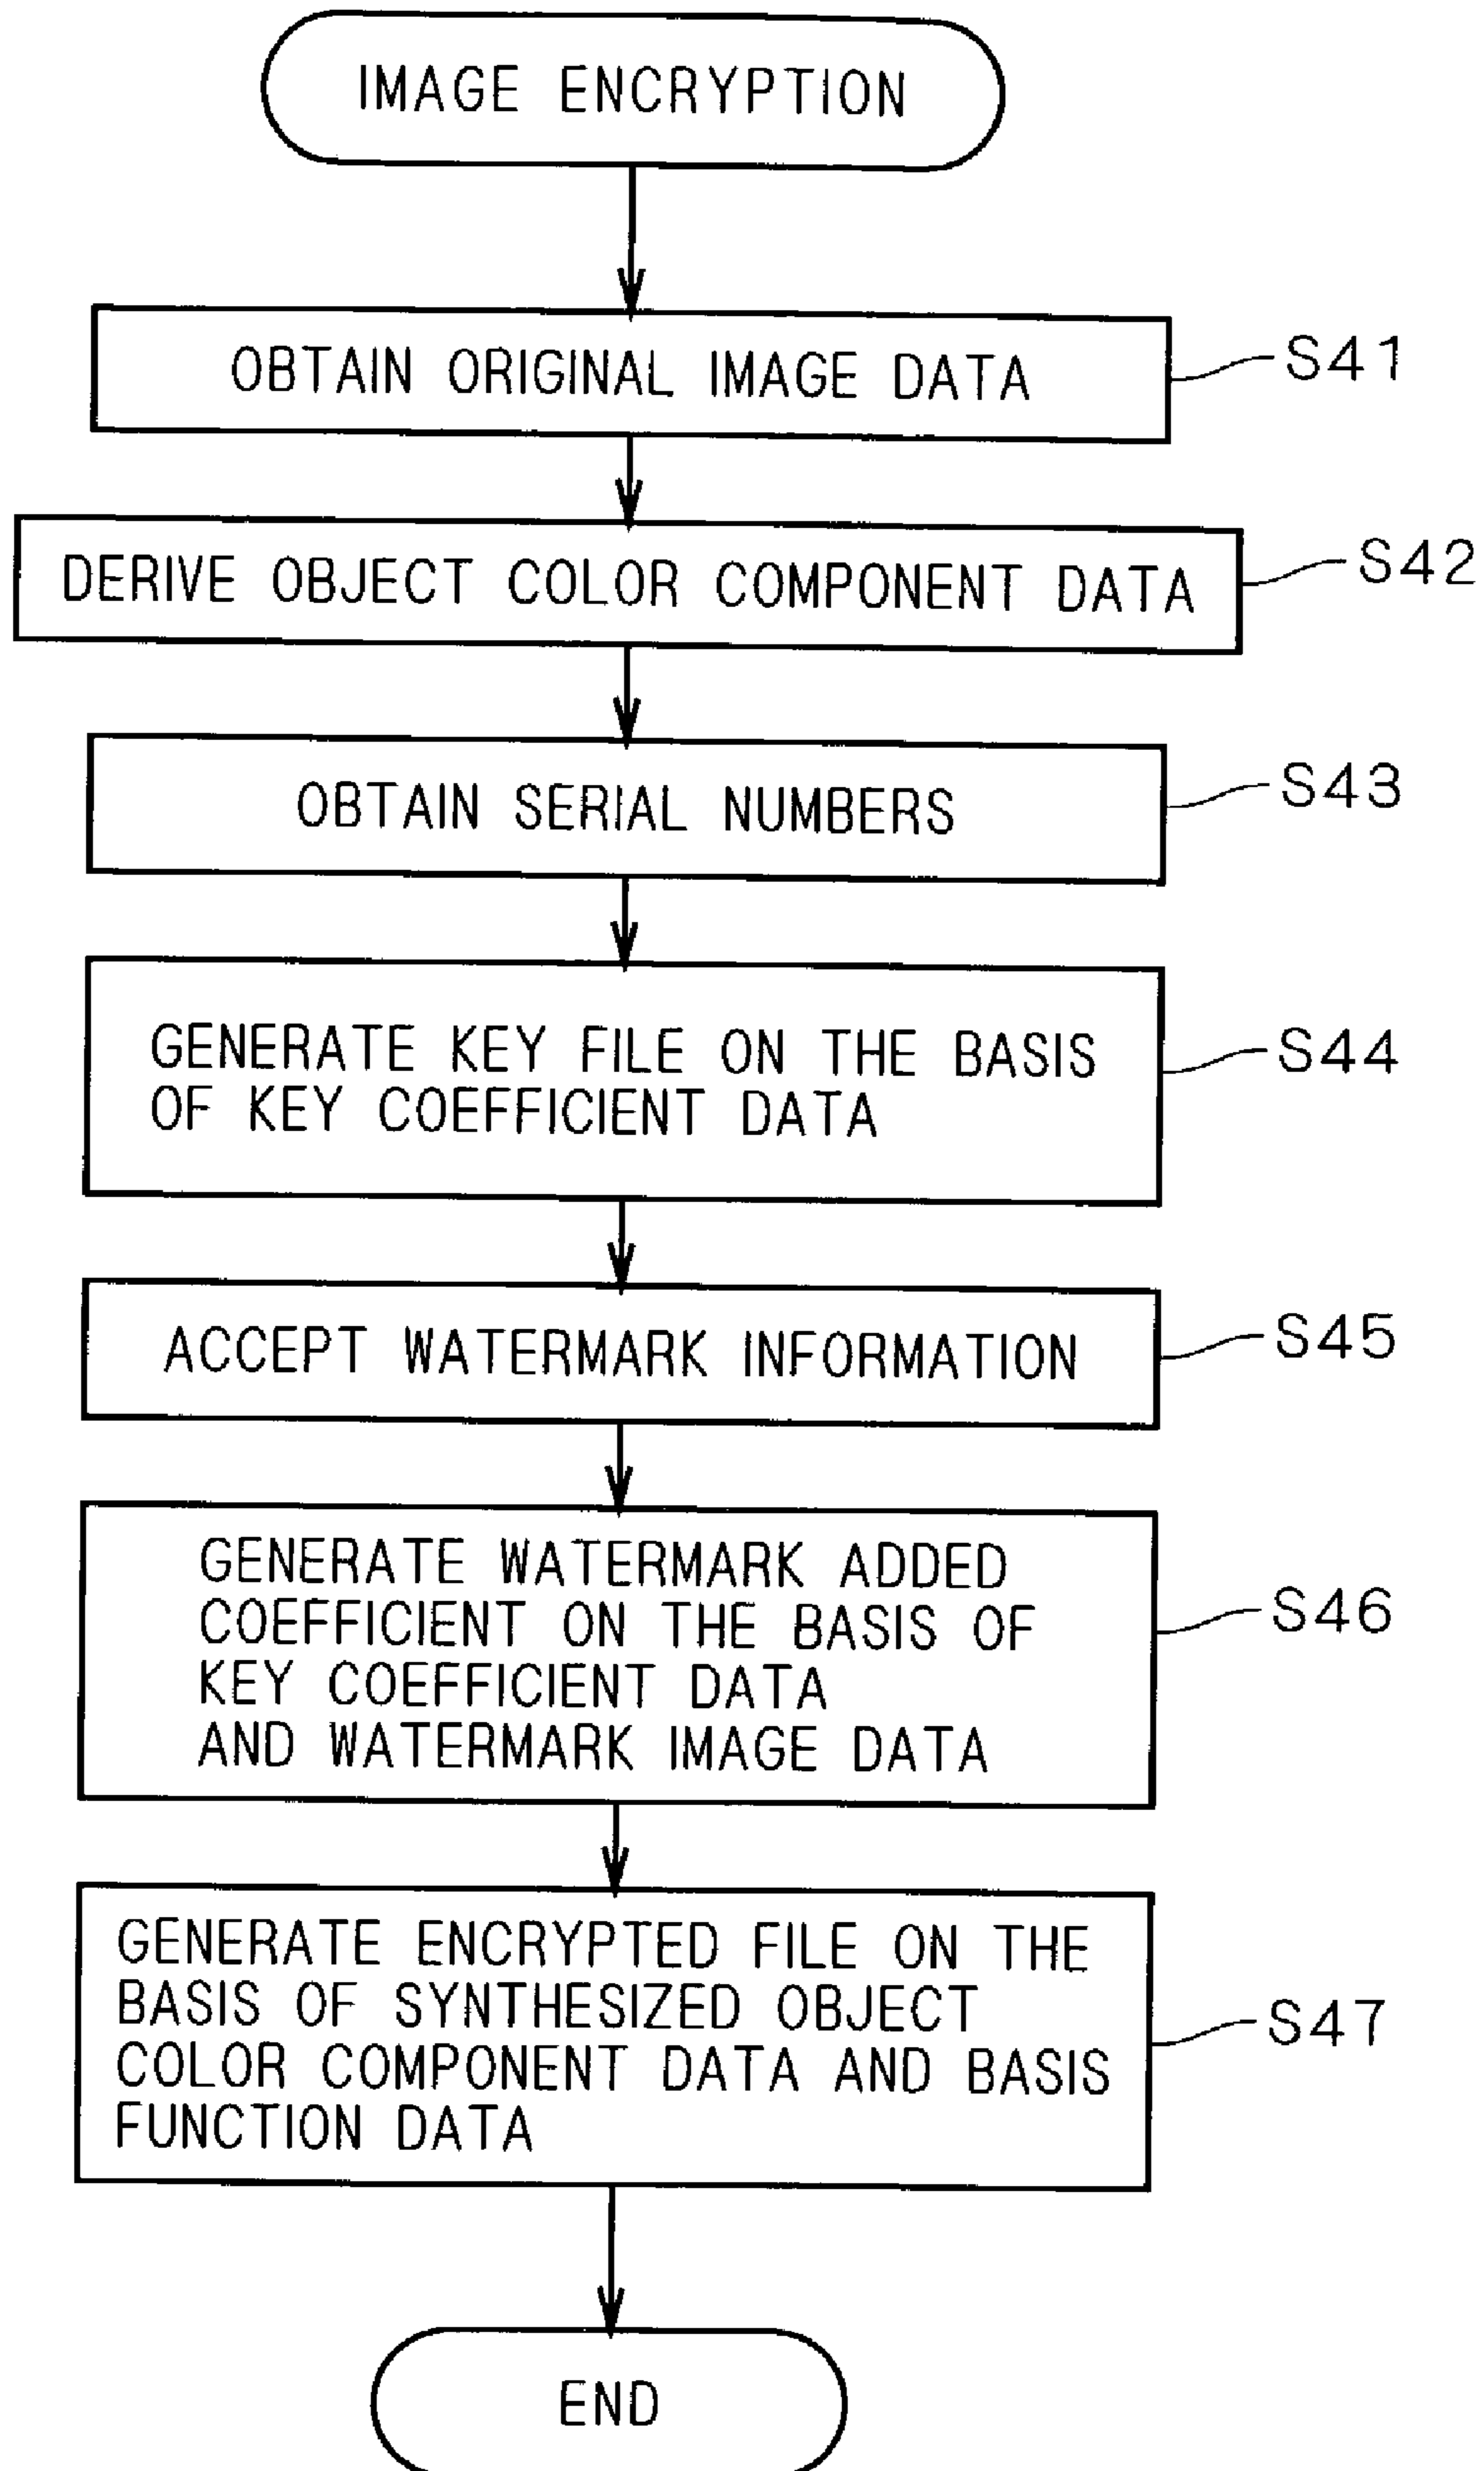 IMAGE ENCRYPTION
OBTAIN ORIGINAL IMAGE DATA
S41
DERIVE OBJECT COLOR COMPONENT DATA
S42
OBTAIN SERIAL NUMBERS
S43
GENERATE KEY FILE ON THE BASIS
OF KEY COEFFICIENT DATA
S44
ACCEPT WATERMARK INFORMATION
S45
GENERATE WATERMARK ADDED
COEFFICIENT ON THE BASIS OF
KEY COEFFICIENT DATA
AND WATERMARK IMAGE DATA
S46
GENERATE ENCRYPTED FILE ON THE
BASIS OF SYNTHESIZED OBJECT
COLOR COMPONENT DATA AND BASIS
FUNCTION DATA
S47
END